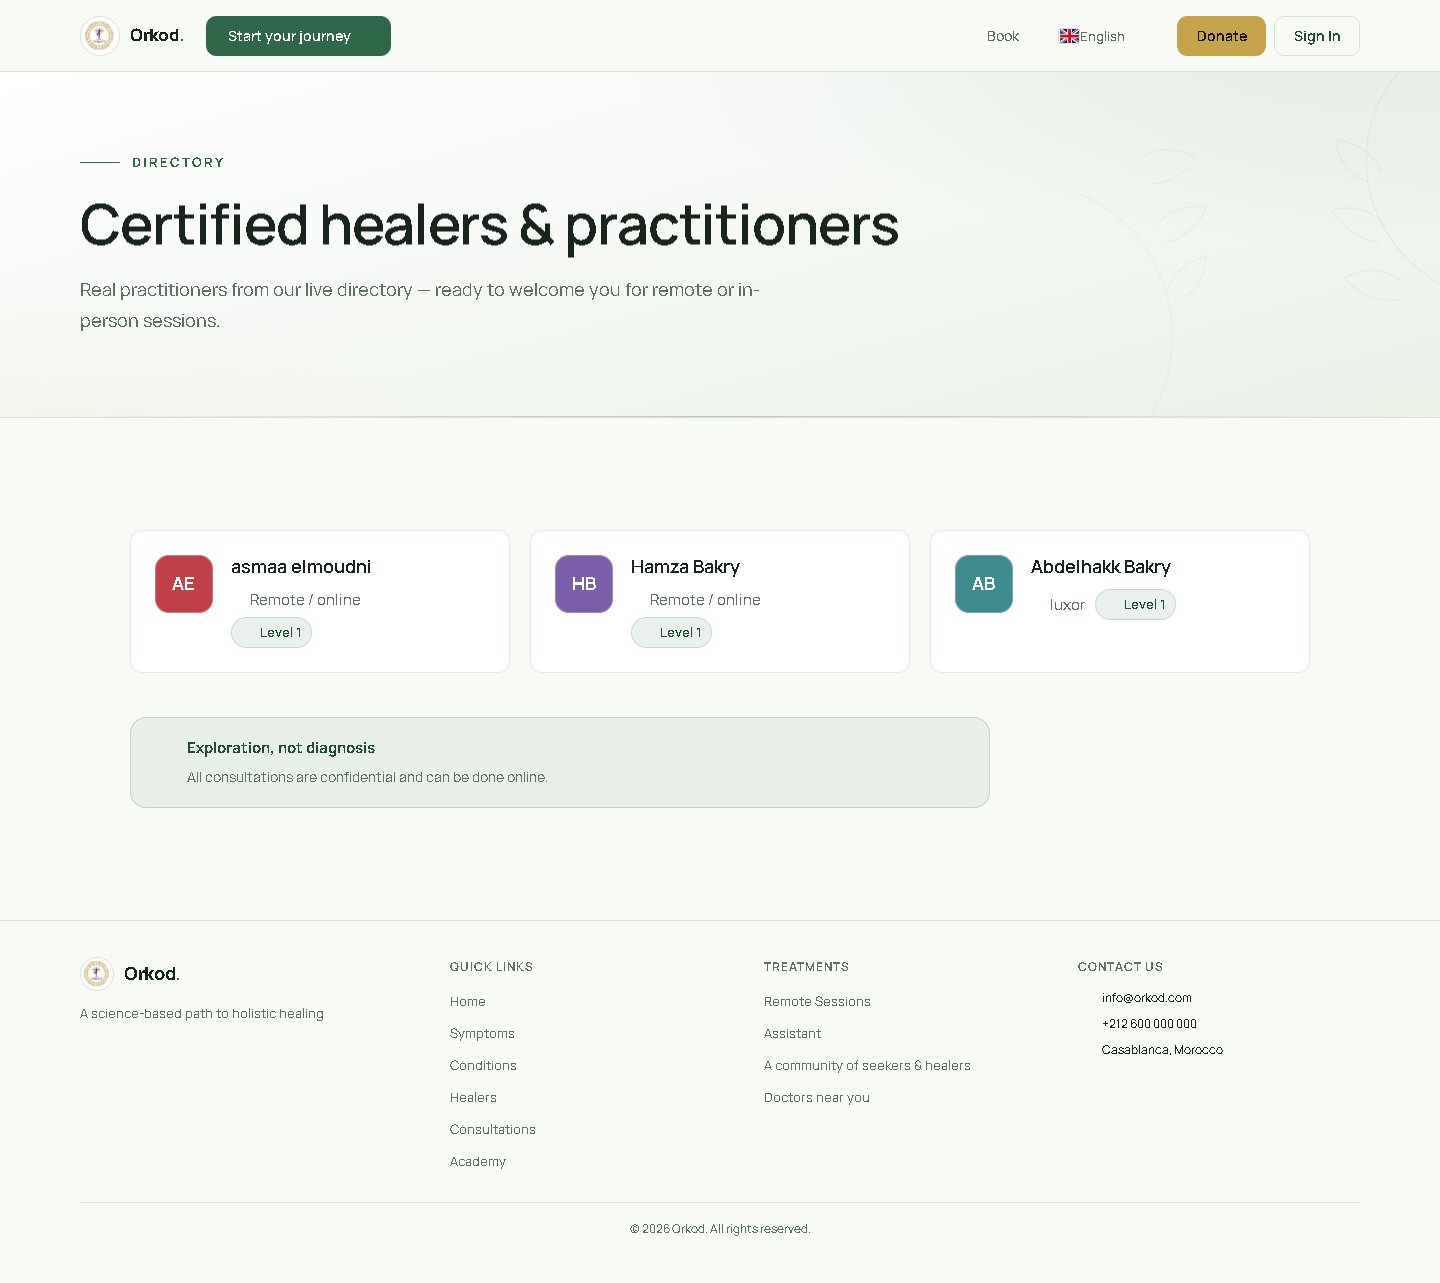 Orkod.
Start your journey
Book
English
Donate
Sign In
DIRECTORY
Certified healers & practitioners
Real practitioners from our live directory — ready to welcome you for remote or in-
person sessions.
AE
asmaa elmoudni
Remote / online
Level 1
HB
Hamza Bakry
Remote / online
Level 1
AB
Abdelhakk Bakry
luxor
Level 1
Exploration, not diagnosis
All consultations are confidential and can be done online.
Orkod.
A science-based path to holistic healing
QUICK LINKS
Home
Symptoms
Conditions
Healers
Consultations
Academy
TREATMENTS
Remote Sessions
Assistant
A community of seekers & healers
Doctors near you
CONTACT US
info@orkod.com
+212 600 000 000
Casablanca, Morocco
© 2026 Orkod. All rights reserved.